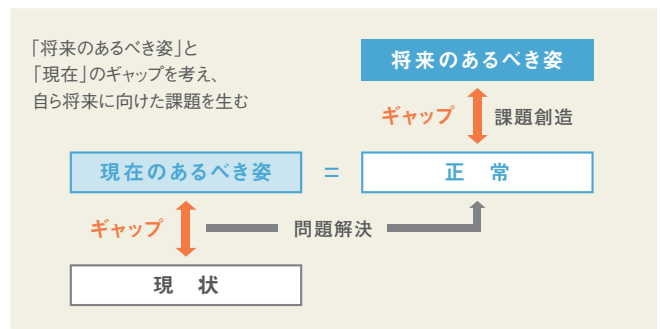 「将来のあるべき姿」と
「現在」のギャップを考え、
自ら将来に向けた課題を生む
将来のあるべき姿
ギャップ 課題創造
現在のあるべき姿 = 正 常
ギャップ 問題解決
現 状